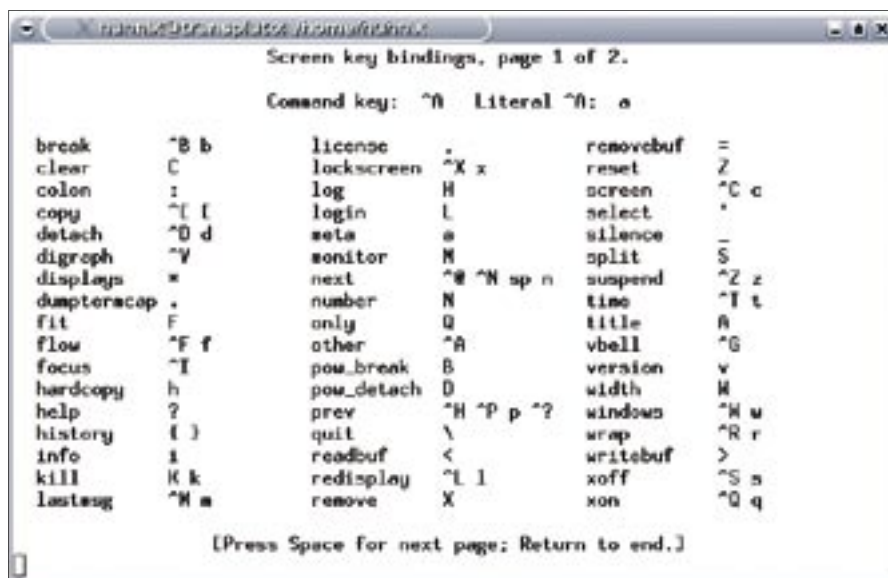 Screen key bindings, page 1 of 2.
Command key: ^A Literal ^A: a
break ^B b license , removebuf =
clear C lockscreen ^X x reset Z
colon : log H screen ^C c
copy ^[ [ login L select '
detach ^D d meta a silence _
digraph ^V monitor M split S
displays * next ^@ ^N sp n suspend ^Z z
dumptermcap . number N time ^T t
fit F only Q title A
flow ^F f other ^A vbell ^G
focus ^I pow_break B version v
hardcopy h pow_detach D width W
help ? prev ^H ^P p ^? windows ^W w
history { } quit \ wrap ^R r
info i readbuf < writebuf >
kill K k redisplay ^L l xoff ^S s
lastmsg ^M m remove X xon ^Q q
[Press Space for next page; Return to end.]